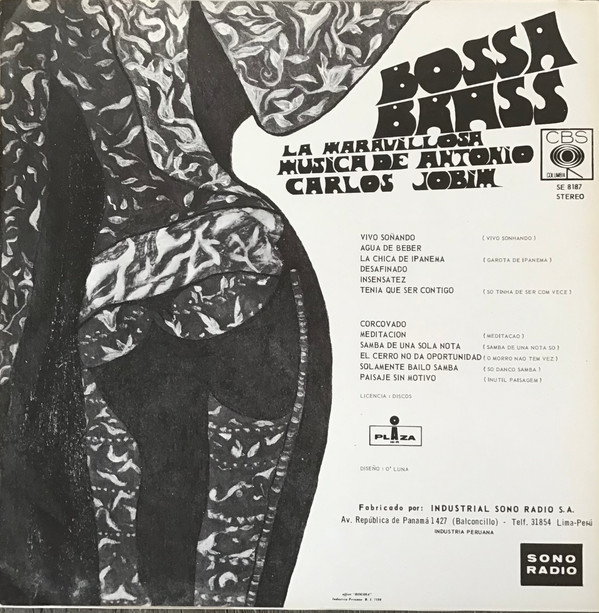 BOSSA
BRASS
LA MARAVILLOSA
MUSICA DE ANTONIO
CARLOS JOBIM
CBS
COLUMBIA
SE 8187
STEREO
VIVO SOÑANDO (VIVO SONHANDO)
AGUA DE BEBER
LA CHICA DE IPANEMA (GAROTA DE IPANEMA)
DESAFINADO
INSENSATEZ
TENIA QUE SER CONTIGO (SO TINHA DE SER COM VECE)
CORCOVADO
MEDITACION (MEDITACAO)
SAMBA DE UNA SOLA NOTA (SAMBA DE UNA NOTA SO)
EL CERRO NO DA OPORTUNIDAD (O MORRO NAO TEM VEZ)
SOLAMENTE BAILO SAMBA (SO DANCO SAMBA)
PAISAJE SIN MOTIVO (INUTIL PAISAGEM)
LICENCIA: DISCOS
PLAZA
DISEÑO - O' LUNA
Fabricado por: INDUSTRIAL SONO RADIO S.A.
Av. República de Panamá 1427 (Balconcillo) - Telf. 31854 Lima-Perú
INDUSTRIA PERUANA
SONO
RADIO